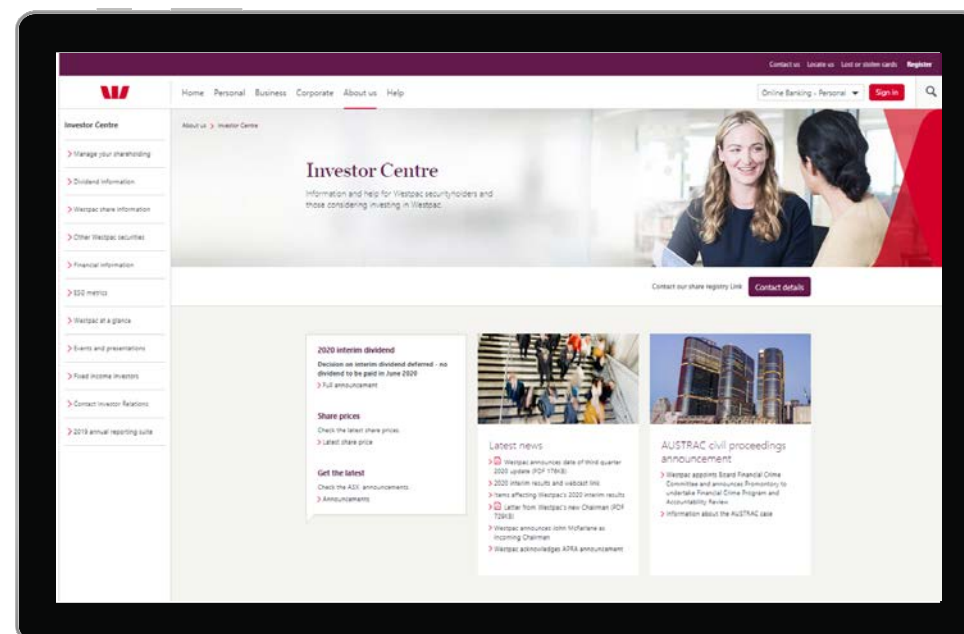 Contact us Locate us Lost or stolen cards Register
Home Personal Business Corporate About us Help
Online Banking - Personal
Sign in
Investor Centre
Manage your shareholding
Dividend information
Westpac share information
Other Westpac securities
Financial information
ESG metrics
Westpac at a glance
Events and presentations
Fixed income investors
Contact Investor Relations
2019 annual reporting suite
About us > Investor Centre
Investor Centre
Information and help for Westpac securityholders and
those considering investing in Westpac.
Contact our share registry Link
Contact details
2020 interim dividend
Decision on interim dividend deferred - no
dividend to be paid in June 2020
Full announcement
Share prices
Check the latest share prices.
Latest share price
Get the latest
Check the ASX announcements.
Announcements
Latest news
Westpac announces date of third quarter
2020 update (PDF 178KB)
2020 interim results and webcast link
Items affecting Westpac's 2020 interim results
Letter from Westpac's new Chairman (PDF
729KB)
Westpac announces John McFarlane as
incoming Chairman
Westpac acknowledges APRA announcement
AUSTRAC civil proceedings
announcement
Westpac appoints Board Financial Crime
Committee and announces Promontory to
undertake Financial Crime Program and
Accountability Review
Information about the AUSTRAC case